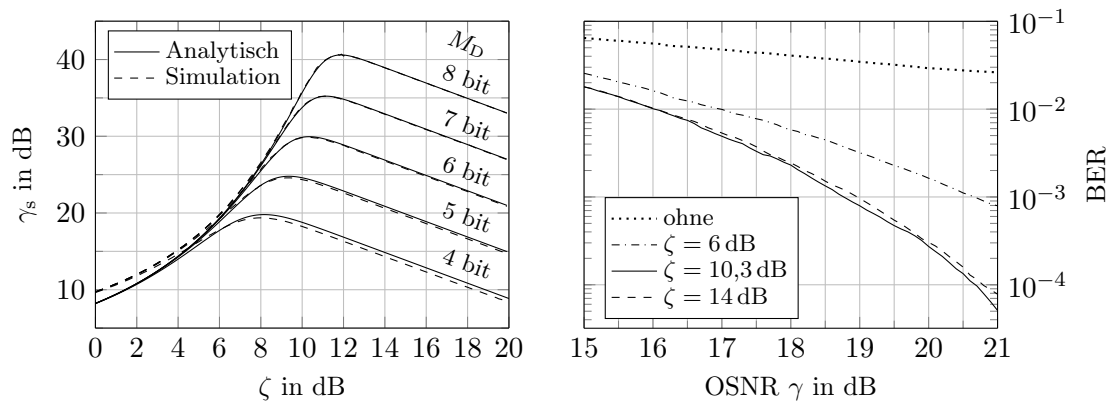 Analytisch
Simulation
M_D
8 bit
7 bit
6 bit
5 bit
4 bit
40
30
20
10
0 2 4 6 8 10 12 14 16 18 20
ζ in dB
γ_s in dB
ohne
ζ = 6 dB
ζ = 10,3 dB
ζ = 14 dB
10^−1
10^−2
10^−3
10^−4
15 16 17 18 19 20 21
OSNR γ in dB
BER